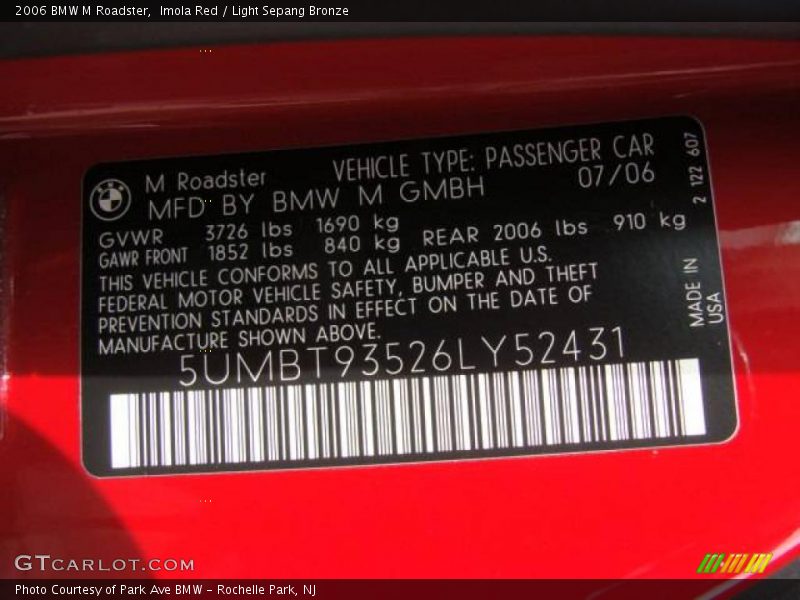 2006 BMW M Roadster,  Imola Red / Light Sepang Bronze
M Roadster
VEHICLE TYPE: PASSENGER CAR
MFD BY BMW M GMBH
07/06
GVWR 3726 lbs 1690 kg
GAWR FRONT 1852 lbs 840 kg REAR 2006 lbs 910 kg
THIS VEHICLE CONFORMS TO ALL APPLICABLE U.S.
FEDERAL MOTOR VEHICLE SAFETY, BUMPER AND THEFT
PREVENTION STANDARDS IN EFFECT ON THE DATE OF
MANUFACTURE SHOWN ABOVE.
5UMBT93526LY52431
2 122 607
MADE IN
USA
GTCARLOT.COM
Photo Courtesy of Park Ave BMW - Rochelle Park, NJ